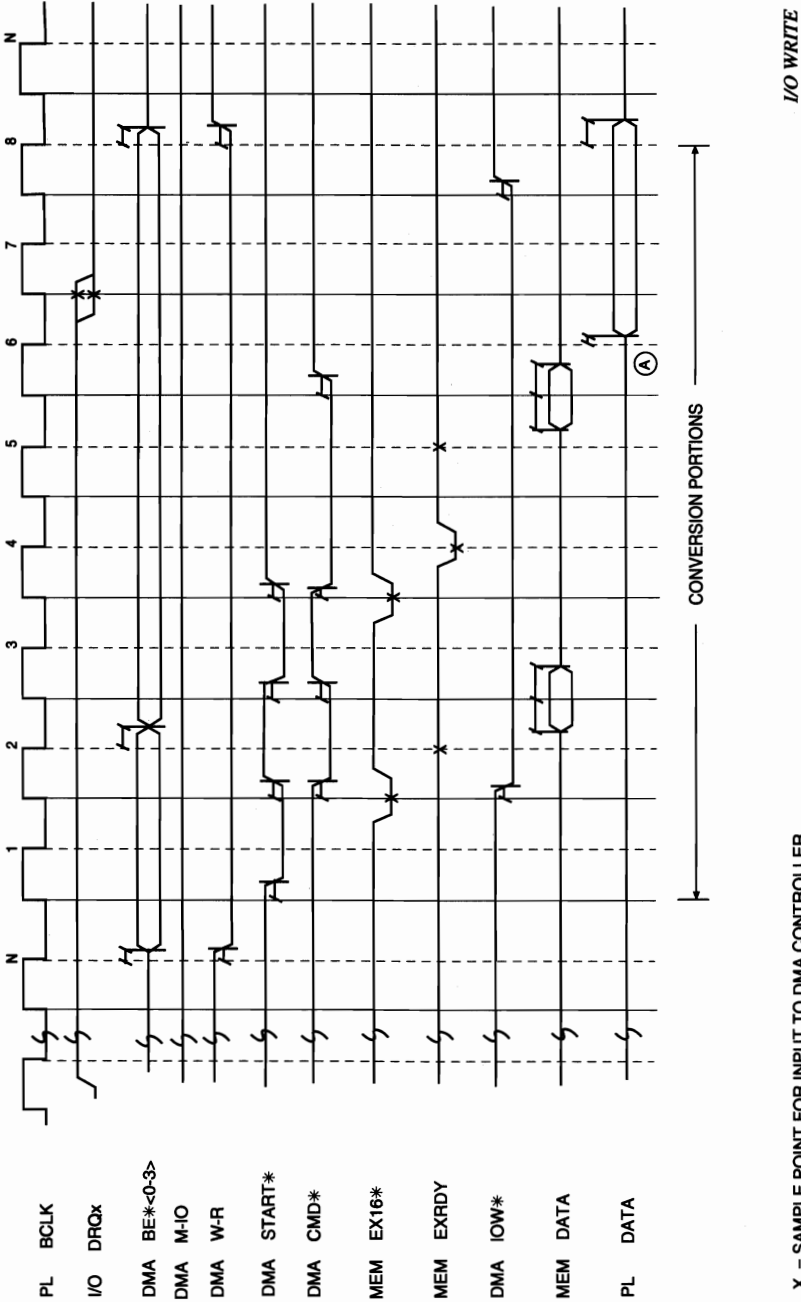 N 1 2 3 4 5 6 7 8 N
PL BCLK
I/O DRQx
DMA BE*<0-3>
DMA M-IO
DMA W-R
DMA START*
DMA CMD*
MEM EX16*
MEM EXRDY
DMA IOW*
MEM DATA
PL DATA
A
CONVERSION PORTIONS
X = SAMPLE POINT FOR INPUT TO DMA CONTROLLER
I/O WRITE